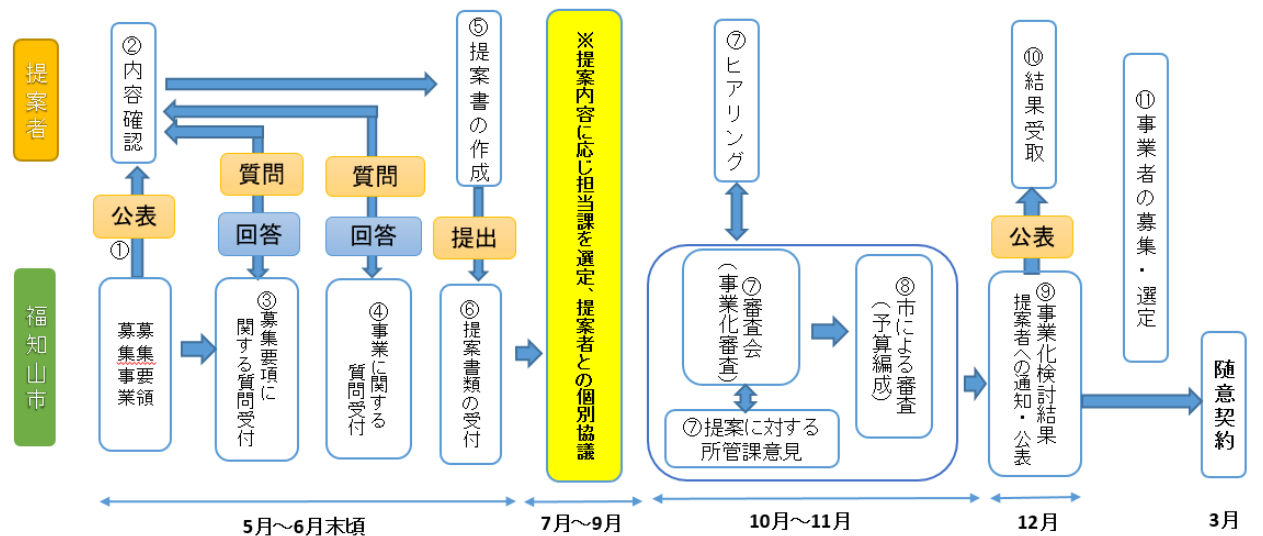 提案者
福知山市
②内容確認
公表
①
募集要領
募集事業
質問
回答
③募集要項に
関する質問受付
質問
回答
④事業に関する
質問受付
⑤提案書の作成
提出
⑥提案書類の受付
※提案内容に応じ担当課を選定、提案者との個別協議
⑦ヒアリング
⑦審査会
(事業化審査)
⑦提案に対する
所管課意見
⑧市による審査
(予算編成)
⑩結果受取
公表
⑨事業化検討結果
提案者への通知・公表
⑪事業者の募集・選定
随意契約
5月～6月末頃
7月～9月
10月～11月
12月
3月